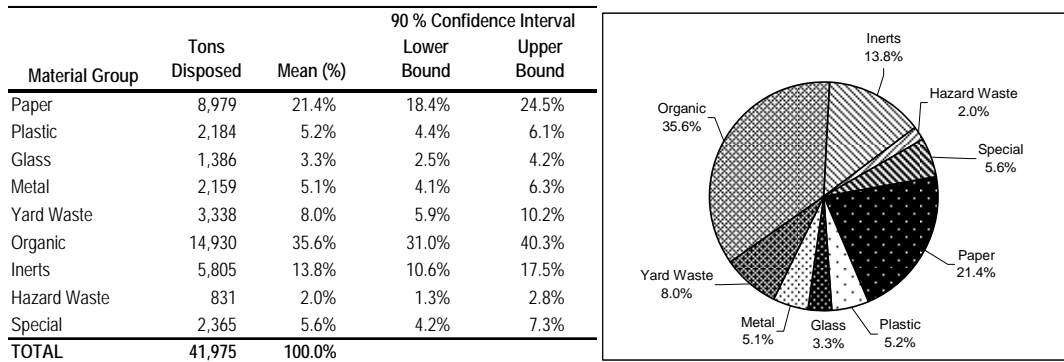 90 % Confidence Interval
Tons Lower Upper
Material Group Disposed Mean (%) Bound Bound
Paper 8,979 21.4% 18.4% 24.5%
Plastic 2,184 5.2% 4.4% 6.1%
Glass 1,386 3.3% 2.5% 4.2%
Metal 2,159 5.1% 4.1% 6.3%
Yard Waste 3,338 8.0% 5.9% 10.2%
Organic 14,930 35.6% 31.0% 40.3%
Inerts 5,805 13.8% 10.6% 17.5%
Hazard Waste 831 2.0% 1.3% 2.8%
Special 2,365 5.6% 4.2% 7.3%
TOTAL 41,975 100.0%
Inerts
13.8%
Hazard Waste
2.0%
Organic
35.6%
Special
5.6%
Paper
21.4%
Yard Waste
8.0%
Metal
5.1%
Glass
3.3%
Plastic
5.2%